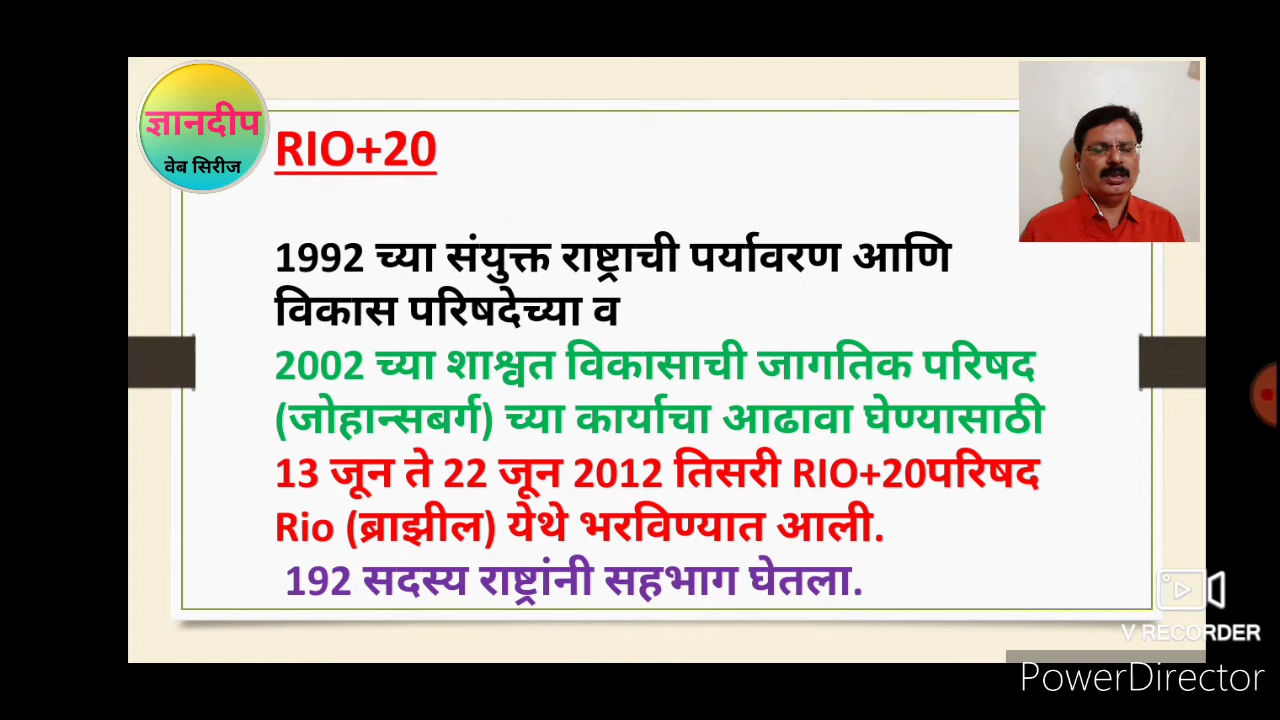 ज्ञानदीप
वेब सिरीज
RIO+20
1992 च्या संयुक्त राष्ट्राची पर्यावरण आणि
विकास परिषदेच्या व
2002 च्या शाश्वत विकासाची जागतिक परिषद
(जोहान्सबर्ग) च्या कार्याचा आढावा घेण्यासाठी
13 जून ते 22 जून 2012 तिसरी RIO+20परिषद
Rio (ब्राझील) येथे भरविण्यात आली.
192 सदस्य राष्ट्रांनी सहभाग घेतला.
V RECORDER
PowerDirector